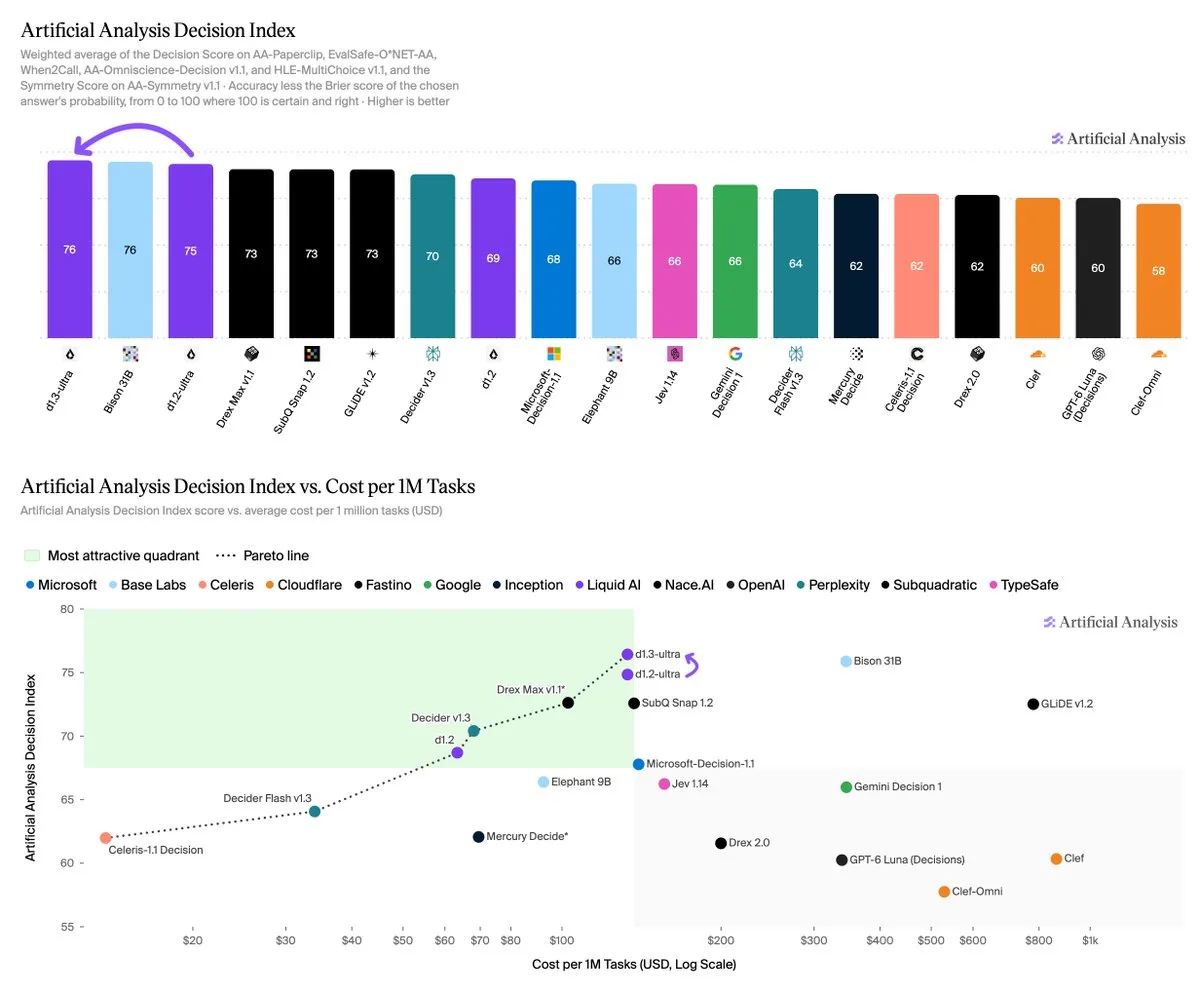 Artificial Analysis Decision Index
Weighted average of the Decision Score on AA-Paperclip, EvalSafe-O*NET-AA,
When2Call, AA-Omniscience-Decision v1.1, and HLE-MultiChoice v1.1, and the
Symmetry Score on AA-Symmetry v1.1 · Accuracy less the Brier score of the chosen
answer's probability, from 0 to 100 where 100 is certain and right · Higher is better
Artificial Analysis
76
76
75
73
73
73
70
69
68
66
66
66
64
62
62
62
60
60
58
d1.3-ultra
Bison 31B
d1.2-ultra
Drex Max v1.1
SubQ Snap 1.2
GLiDE v1.2
Decider v1.3
d1.2
Microsoft-
Decision-1.1
Elephant 9B
Jev 1.14
Gemini
Decision 1
Decider
Flash v1.3
Mercury
Decide
Celeris-1.1
Decision
Drex 2.0
Clef
GPT-6 Luna
(Decisions)
Clef-Omni
Artificial Analysis Decision Index vs. Cost per 1M Tasks
Artificial Analysis Decision Index score vs. average cost per 1 million tasks (USD)
Most attractive quadrant
Pareto line
Microsoft
Base Labs
Celeris
Cloudflare
Fastino
Google
Inception
Liquid AI
Nace.AI
OpenAI
Perplexity
Subquadratic
TypeSafe
Artificial Analysis
Artificial Analysis Decision Index
80
75
70
65
60
55
d1.3-ultra
Bison 31B
d1.2-ultra
Drex Max v1.1*
SubQ Snap 1.2
GLiDE v1.2
Decider v1.3
d1.2
Microsoft-Decision-1.1
Elephant 9B
Jev 1.14
Gemini Decision 1
Decider Flash v1.3
Mercury Decide*
Celeris-1.1 Decision
Drex 2.0
GPT-6 Luna (Decisions)
Clef
Clef-Omni
$20
$30
$40
$50
$60
$70
$80
$100
$200
$300
$400
$500
$600
$800
$1k
Cost per 1M Tasks (USD, Log Scale)